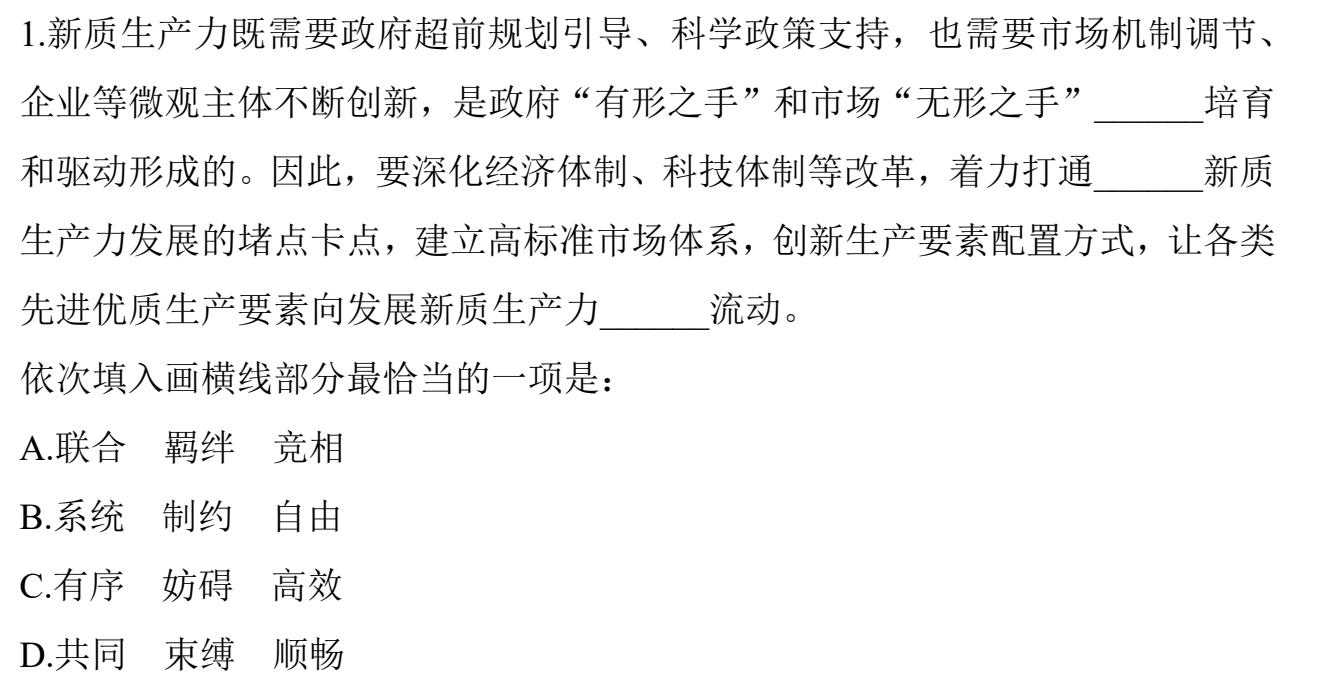 1.新质生产力既需要政府超前规划引导、科学政策支持，也需要市场机制调节、
企业等微观主体不断创新，是政府“有形之手”和市场“无形之手”______培育
和驱动形成的。因此，要深化经济体制、科技体制等改革，着力打通______新质
生产力发展的堵点卡点，建立高标准市场体系，创新生产要素配置方式，让各类
先进优质生产要素向发展新质生产力______流动。
依次填入画横线部分最恰当的一项是：
A.联合 羁绊 竞相
B.系统 制约 自由
C.有序 妨碍 高效
D.共同 束缚 顺畅